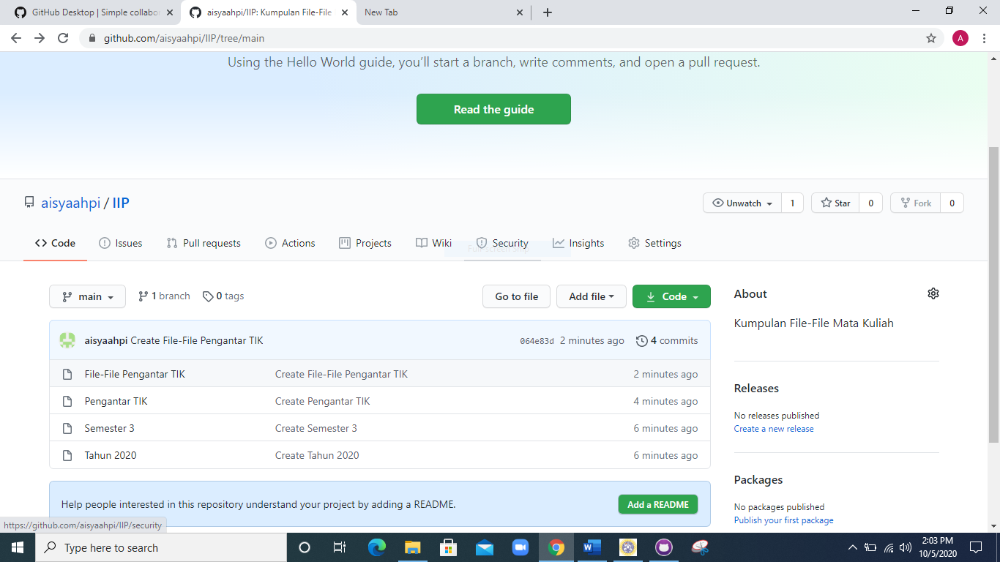 GitHub Desktop | Simple collabor
aisyaahpi/IIP: Kumpulan File-File
New Tab
github.com/aisyaahpi/IIP/tree/main
A
Using the Hello World guide, you’ll start a branch, write comments, and open a pull request.
Read the guide
aisyaahpi / IIP
Unwatch 1 Star 0 Fork 0
Code Issues Pull requests Actions Projects Wiki Security Insights Settings
main 1 branch 0 tags Go to file Add file Code
aisyaahpi Create File-File Pengantar TIK 064e83d 2 minutes ago 4 commits
File-File Pengantar TIK Create File-File Pengantar TIK 2 minutes ago
Pengantar TIK Create Pengantar TIK 4 minutes ago
Semester 3 Create Semester 3 6 minutes ago
Tahun 2020 Create Tahun 2020 6 minutes ago
Help people interested in this repository understand your project by adding a README. Add a README
About
Kumpulan File-File Mata Kuliah
Releases
No releases published
Create a new release
Packages
No packages published
Publish your first package
https://github.com/aisyaahpi/IIP/security
Type here to search
2:03 PM
10/5/2020